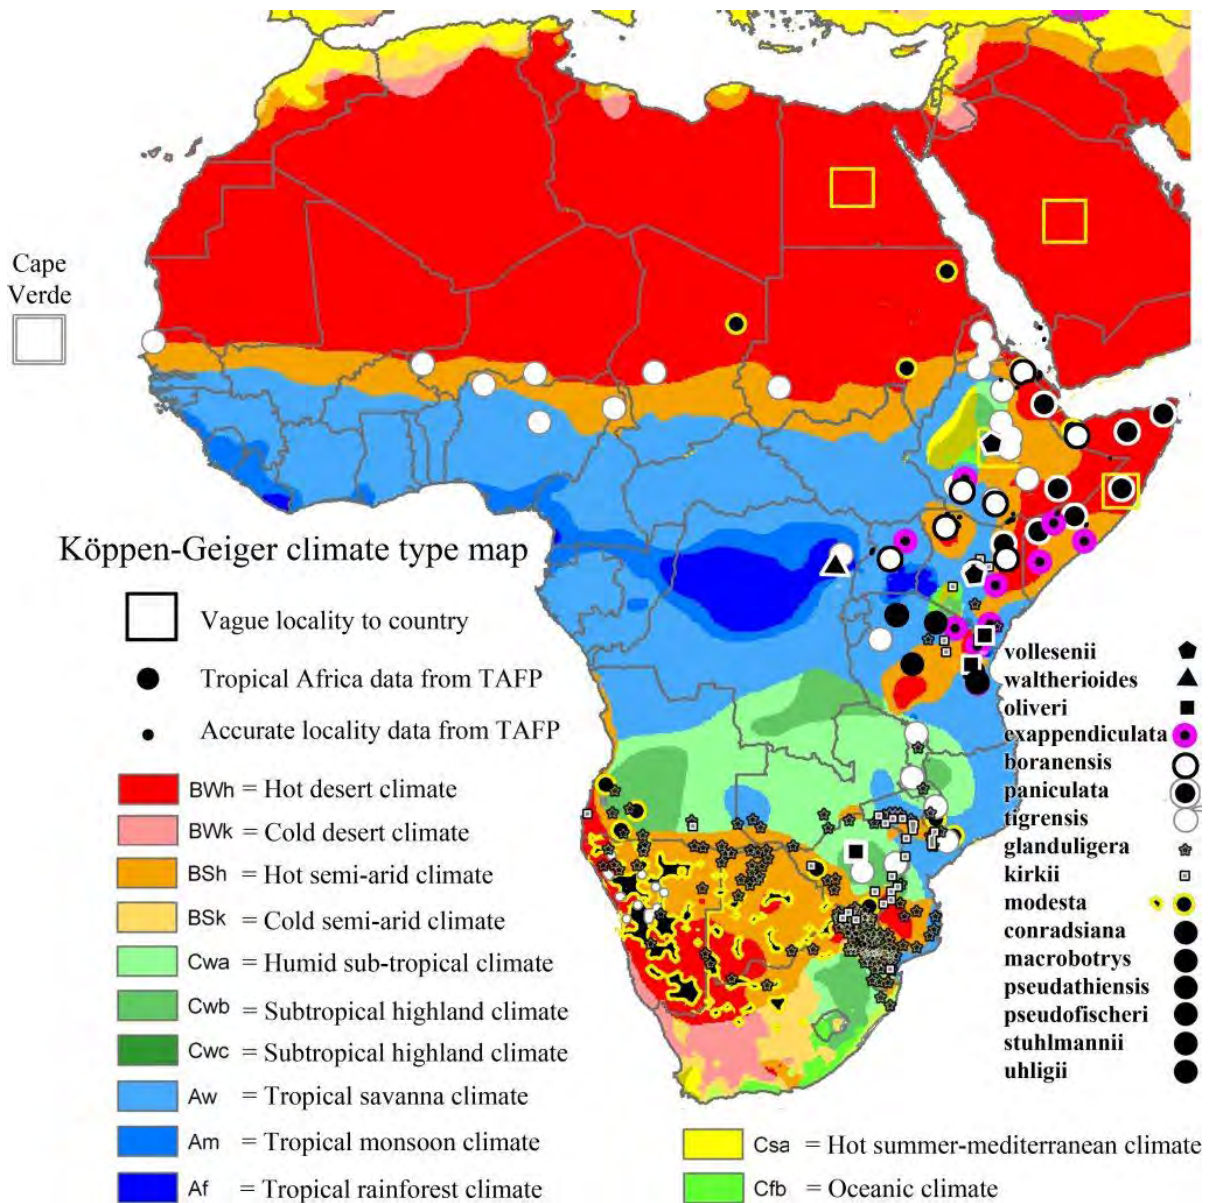 Cape
Verde
Köppen-Geiger climate type map
Vague locality to country
Tropical Africa data from TAFP
Accurate locality data from TAFP
BWh = Hot desert climate
BWk = Cold desert climate
BSh = Hot semi-arid climate
BSk = Cold semi-arid climate
Cwa = Humid sub-tropical climate
Cwb = Subtropical highland climate
Cwc = Subtropical highland climate
Aw = Tropical savanna climate
Am = Tropical monsoon climate
Af = Tropical rainforest climate
vollesenii
waltherioides
oliveri
exappendiculata
boranensis
paniculata
tigrensis
glanduligera
kirkii
modesta
conradsiana
macrobotrys
pseudathiensis
pseudofischeri
stuhlmannii
uhligii
Csa = Hot summer-mediterranean climate
Cfb = Oceanic climate